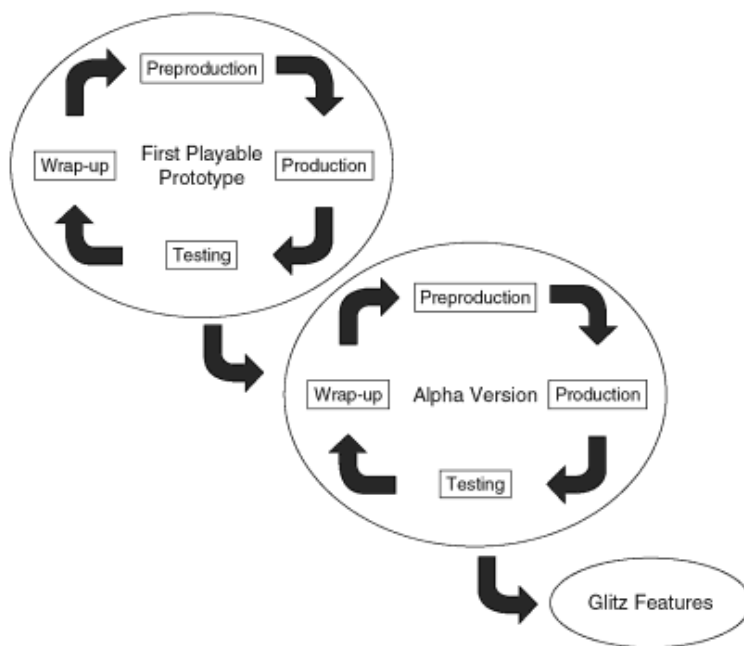 Preproduction
Wrap-up
First Playable
Prototype
Production
Testing
Preproduction
Wrap-up
Alpha Version
Production
Testing
Glitz Features